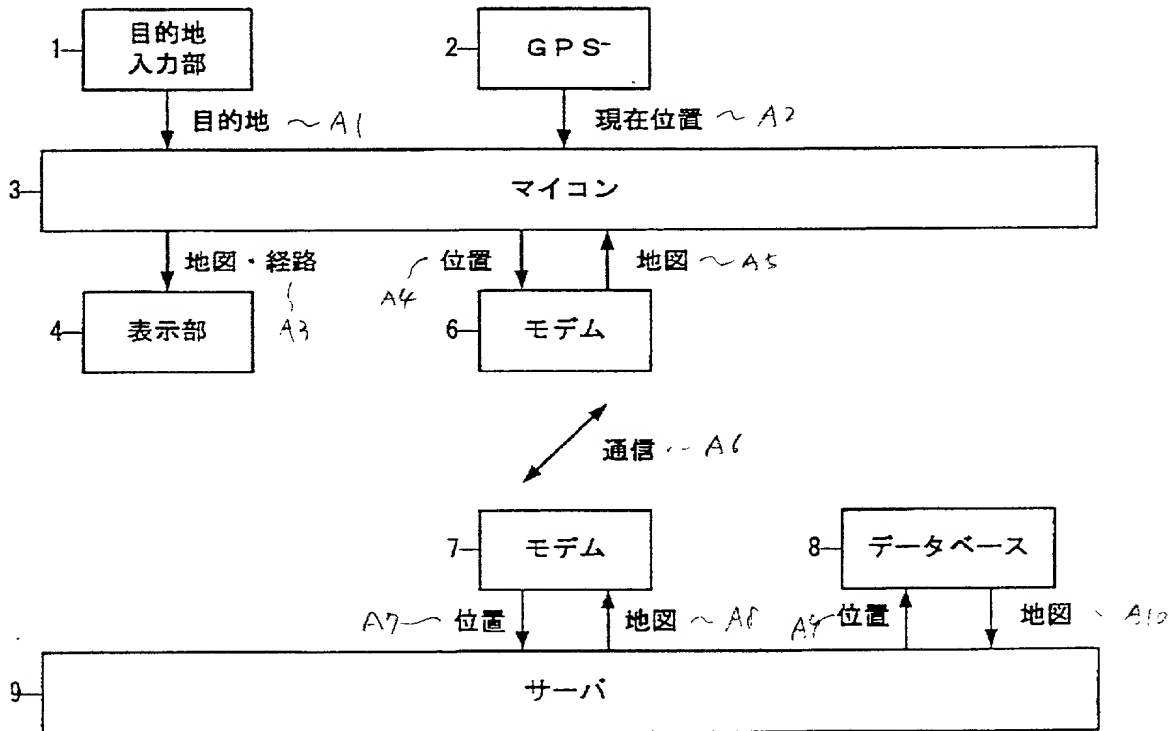 目的地
入力部
1
2
GPS
目的地 ~ A1
現在位置 ~ A2
3
マイコン
地図・経路
A3
位置
A4
地図 ~ A5
4
表示部
6
モデム
通信 ~ A6
7
モデム
8
データベース
A7 位置
地図 ~ A8
A9 位置
地図 ~ A10
9
サーバ